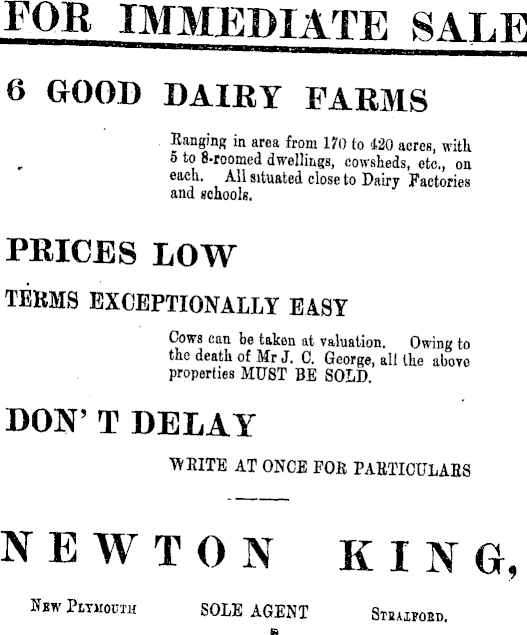 FOR IMMEDIATE SALE
6 GOOD DAIRY FARMS
Ranging in area from 170 to 420 acres, with
5 to 8-roomed dwellings, cowsheds, etc., on
each. All situated close to Dairy Factories
and schools.
PRICES LOW
TERMS EXCEPTIONALLY EASY
Cows can be taken at valuation. Owing to
the death of Mr J. C. George, all the above
properties MUST BE SOLD.
DON'T DELAY
WRITE AT ONCE FOR PARTICULARS
NEWTON KING,
NEW PLYMOUTH SOLE AGENT STRATFORD.